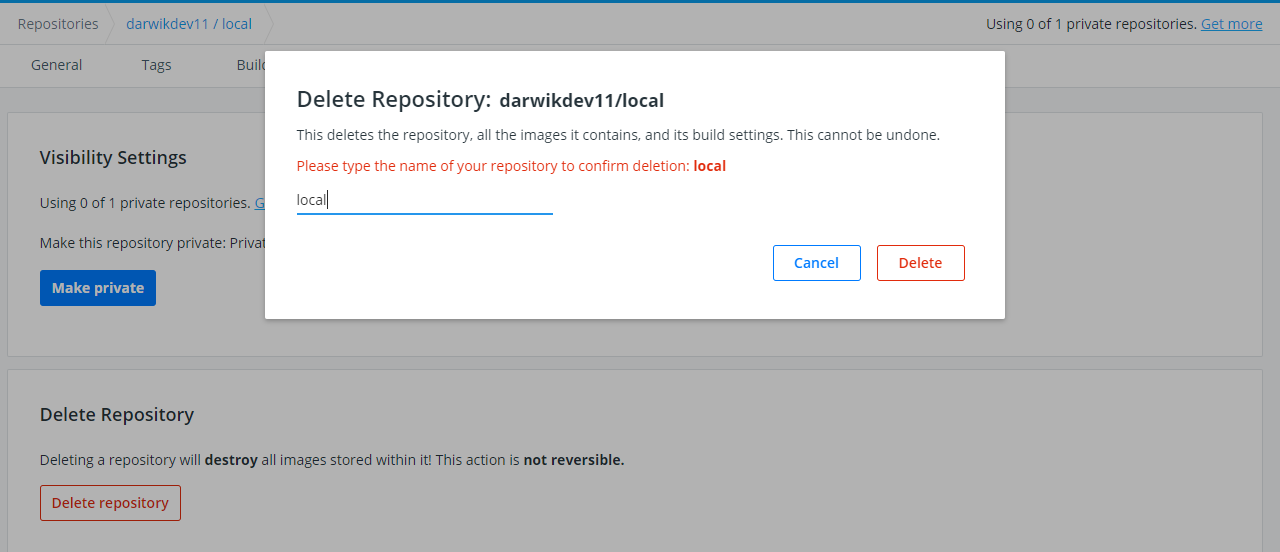 Repositories darwikdev11 / local Using 0 of 1 private repositories. Get more
General Tags Build
Delete Repository: darwikdev11/local
This deletes the repository, all the images it contains, and its build settings. This cannot be undone.
Please type the name of your repository to confirm deletion: local
local
Cancel Delete
Visibility Settings
Using 0 of 1 private repositories. G
Make this repository private: Privat
Make private
Delete Repository
Deleting a repository will destroy all images stored within it! This action is not reversible.
Delete repository